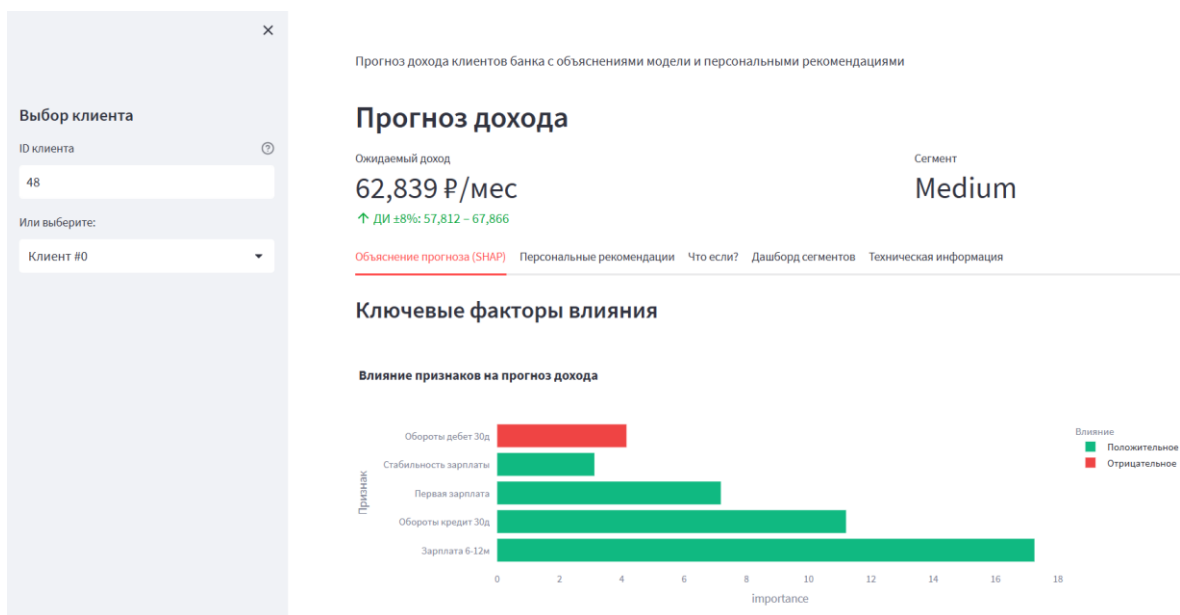 ×
Выбор клиента
ID клиента
?
48
Или выберите:
Клиент #0
Прогноз дохода клиентов банка с объяснениями модели и персональными рекомендациями
Прогноз дохода
Ожидаемый доход
62,839 ₽/мес
↑ ДИ ±8%: 57,812 – 67,866
Сегмент
Medium
Объяснение прогноза (SHAP) Персональные рекомендации Что если? Дашборд сегментов Техническая информация
Ключевые факторы влияния
Влияние признаков на прогноз дохода
Признак
Обороты дебет 30д
Стабильность зарплаты
Первая зарплата
Обороты кредит 30д
Зарплата 6-12м
0 2 4 6 8 10 12 14 16 18
importance
Влияние
Положительное
Отрицательное